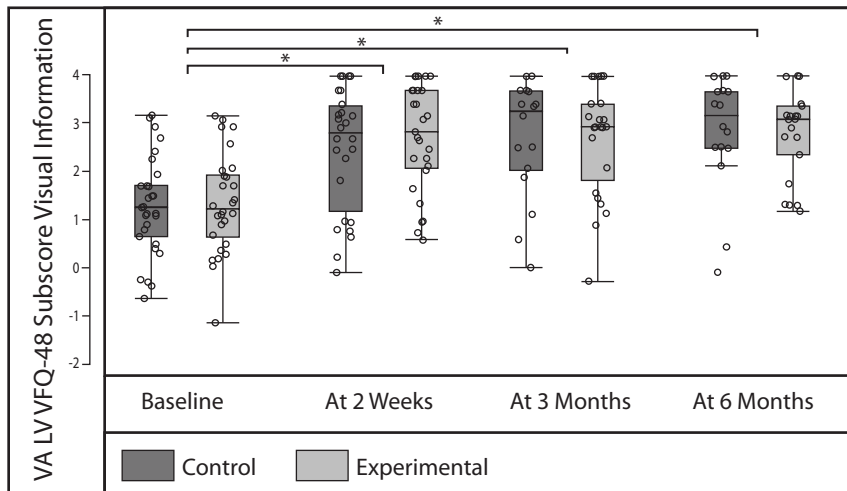 VA LV VFQ-48 Subscore Visual Information
*
*
*
4
3
2
1
0
-1
-2
Baseline
At 2 Weeks
At 3 Months
At 6 Months
Control
Experimental